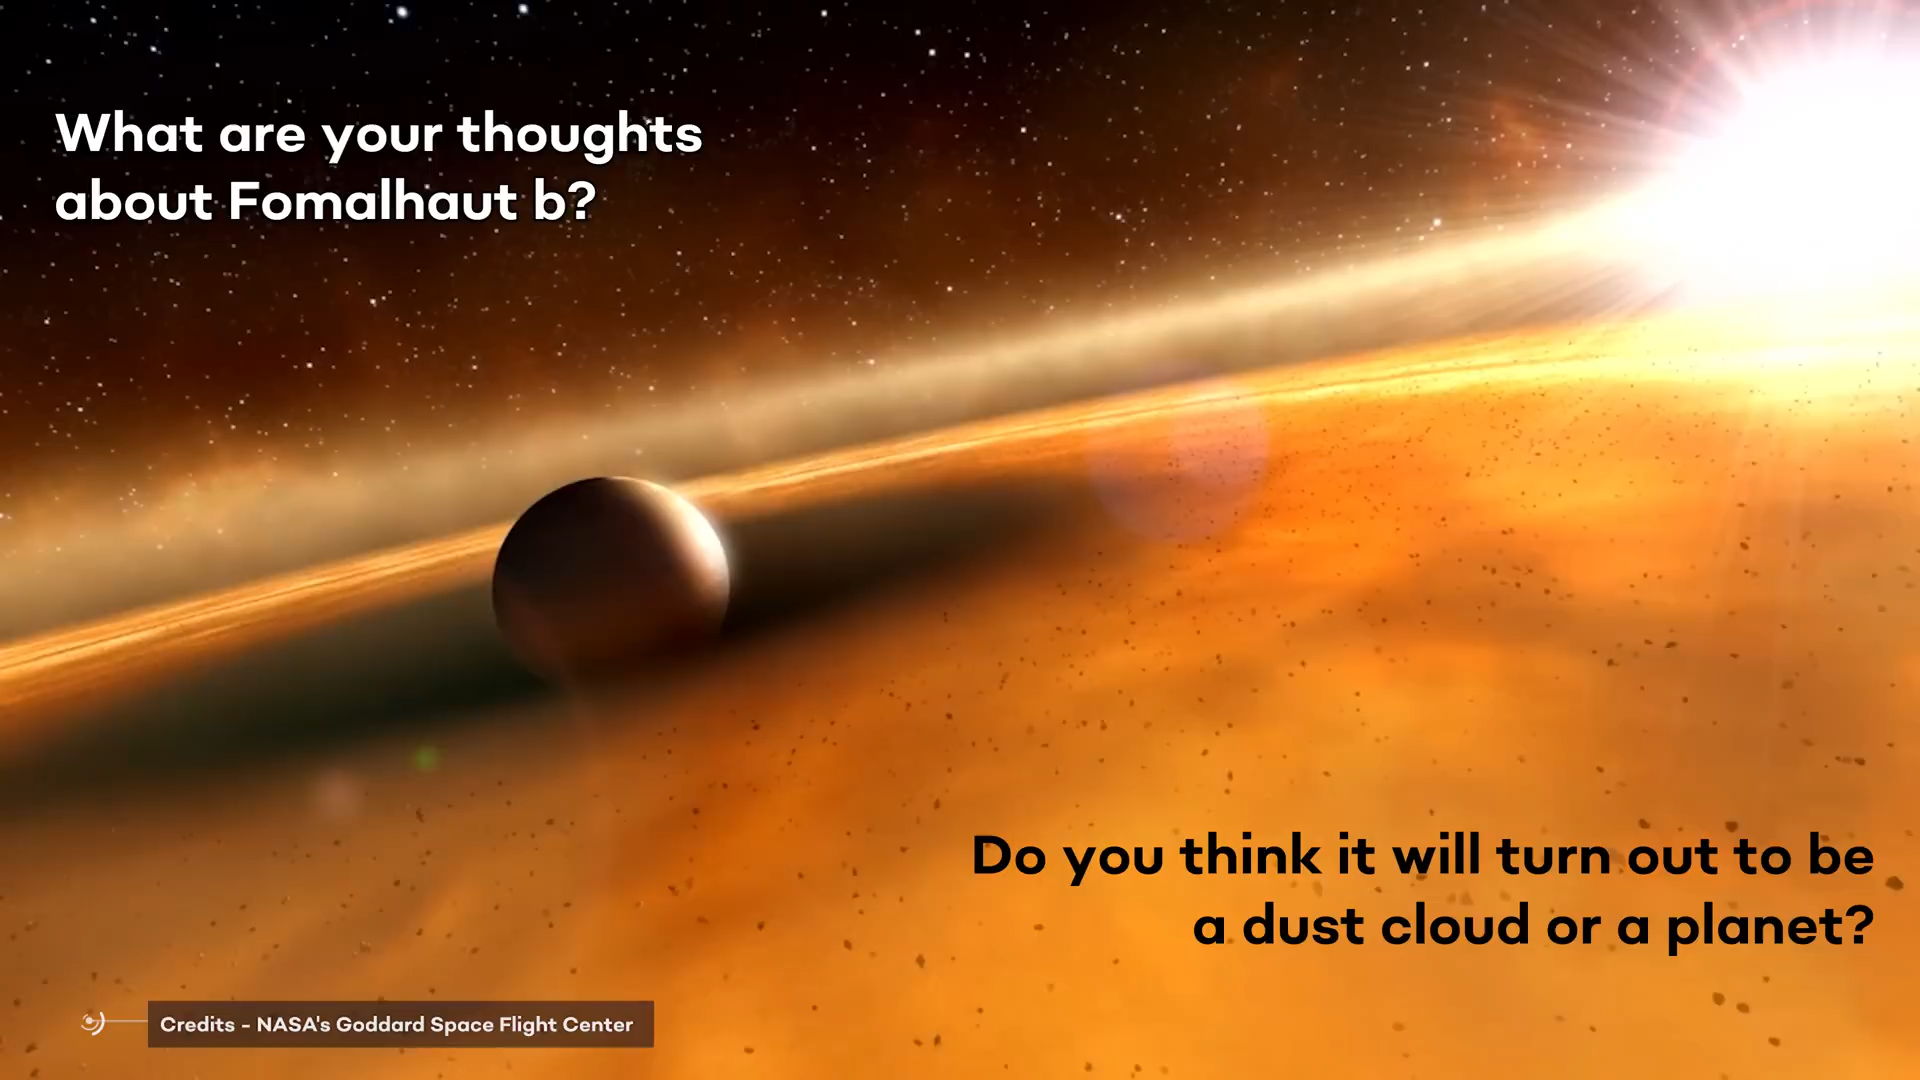 What are your thoughts
about Fomalhaut b?
Do you think it will turn out to be
a dust cloud or a planet?
Credits - NASA's Goddard Space Flight Center